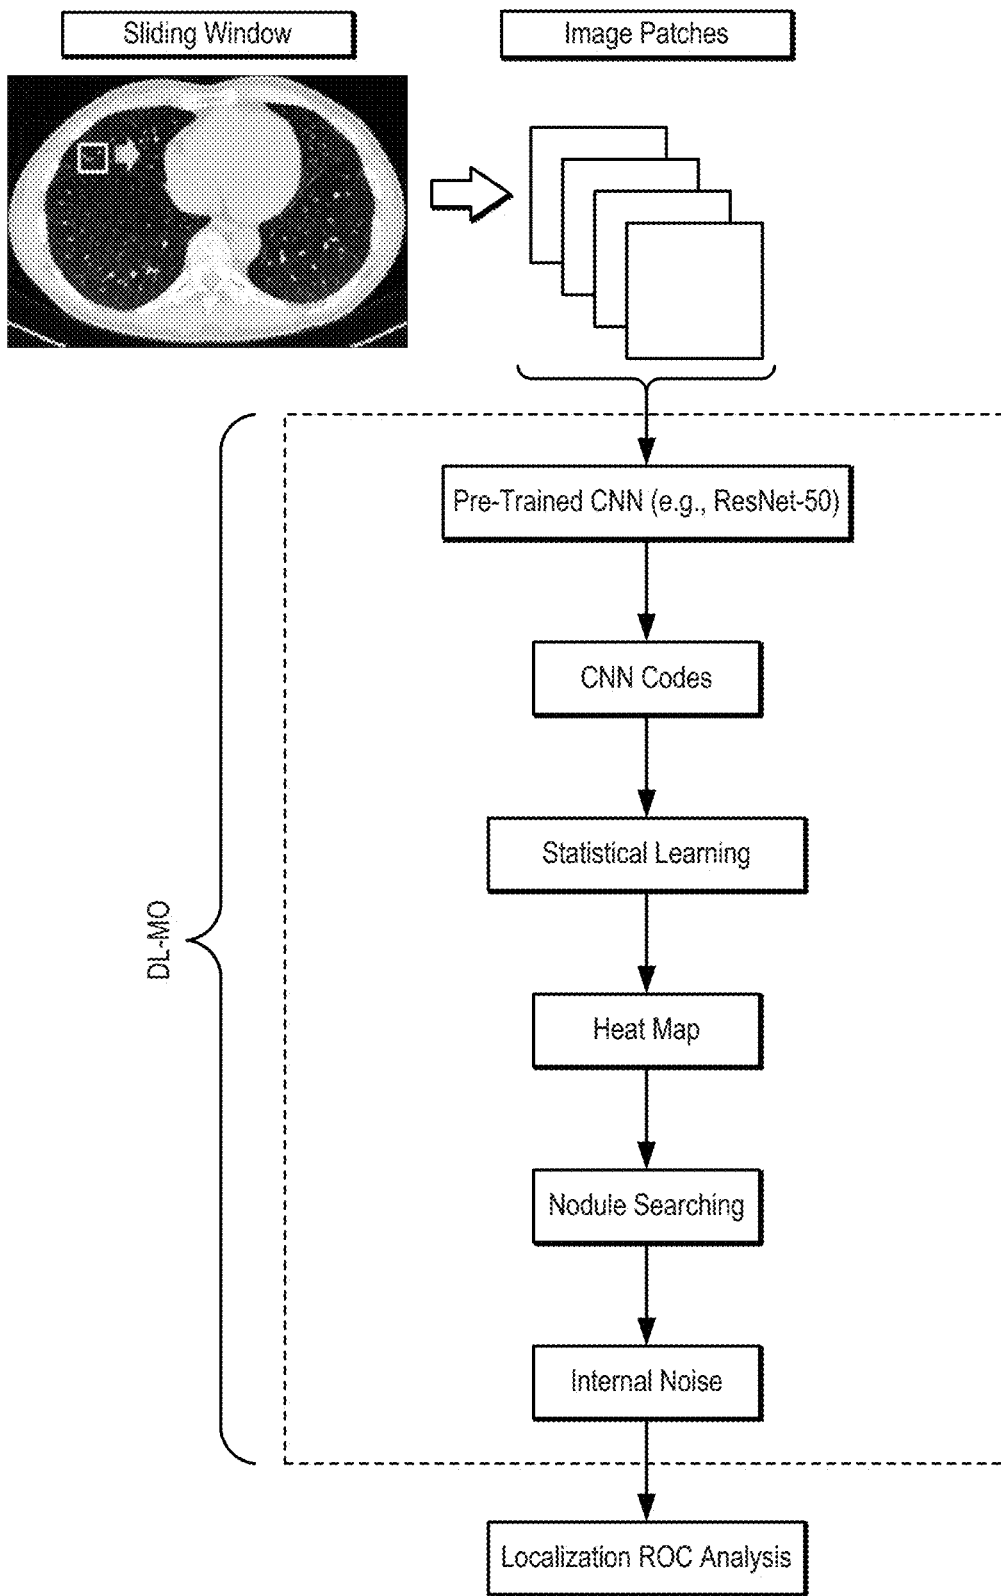 Sliding Window
Image Patches
Pre-Trained CNN (e.g., ResNet-50)
CNN Codes
Statistical Learning
DL-MO
Heat Map
Nodule Searching
Internal Noise
Localization ROC Analysis